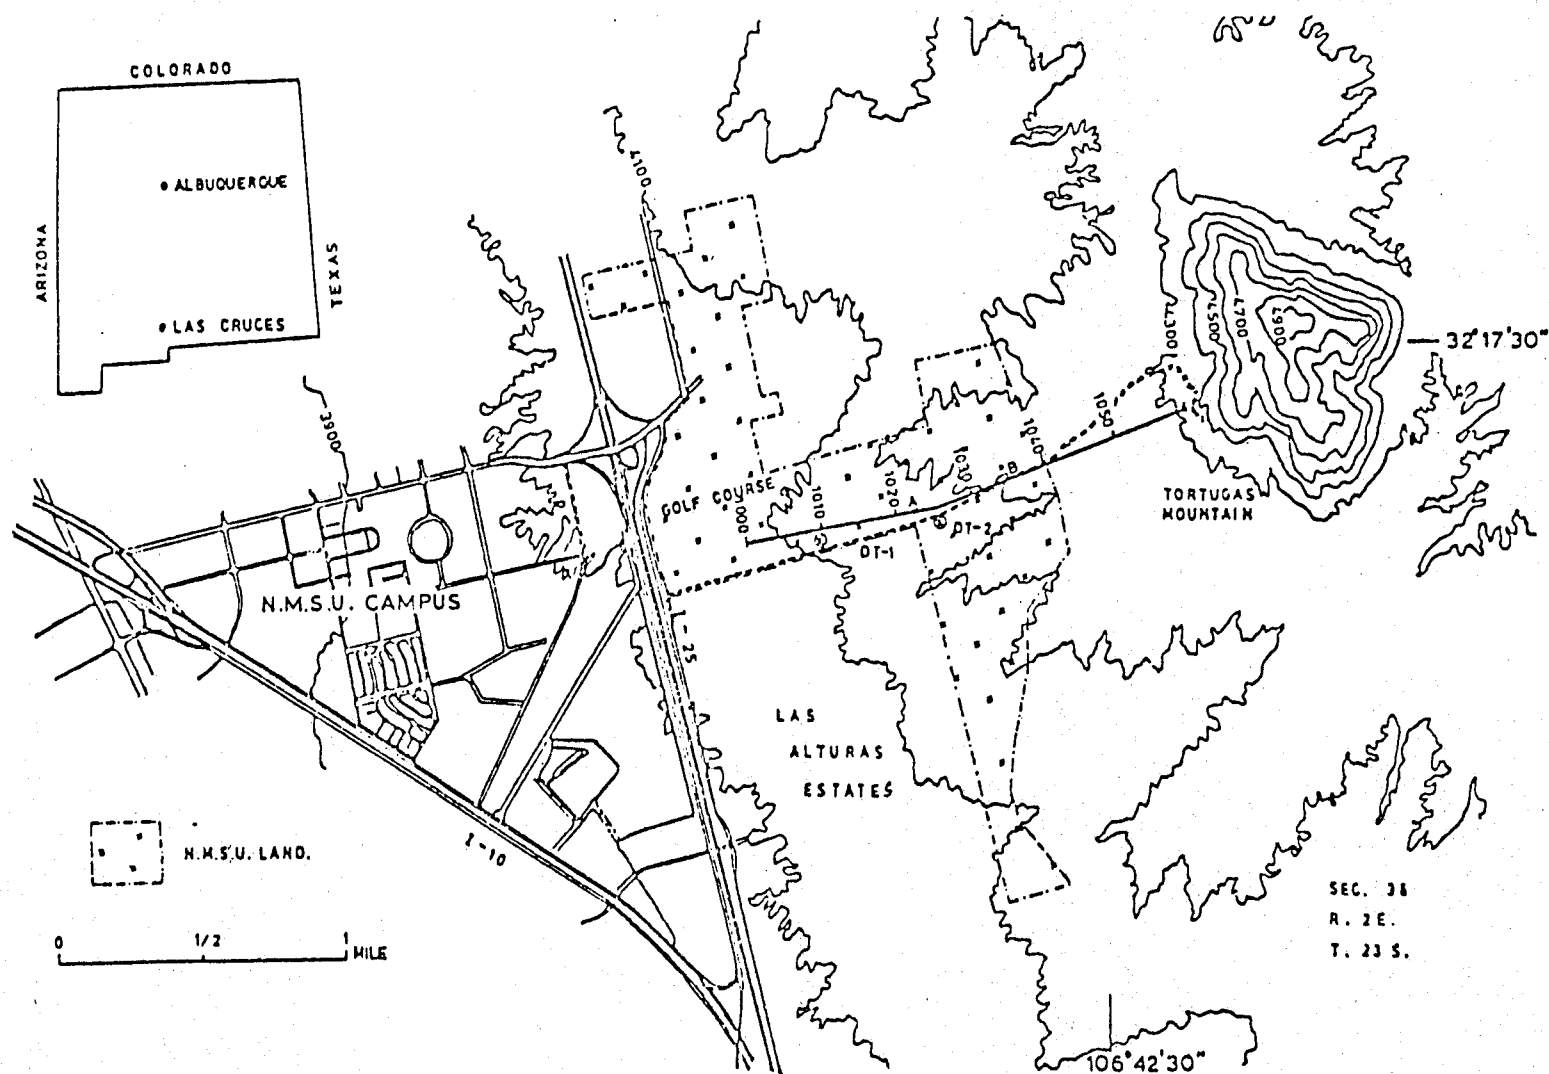 COLORADO
ALBUQUERQUE
ARIZONA
TEXAS
LAS CRUCES
4100
3900
4300
4500
4700
4900
32°17'30"
1050
1040
1030
B
1020
A
1010
1000
GOLF COURSE
DT-1
DT-2
TORTUGAS
MOUNTAIN
N.M.S.U. CAMPUS
I-25
LAS
ALTURAS
ESTATES
I-10
N.M.S.U. LAND.
0 1/2 1 MILE
SEC. 36
R. 2E.
T. 23 S.
106°42'30"